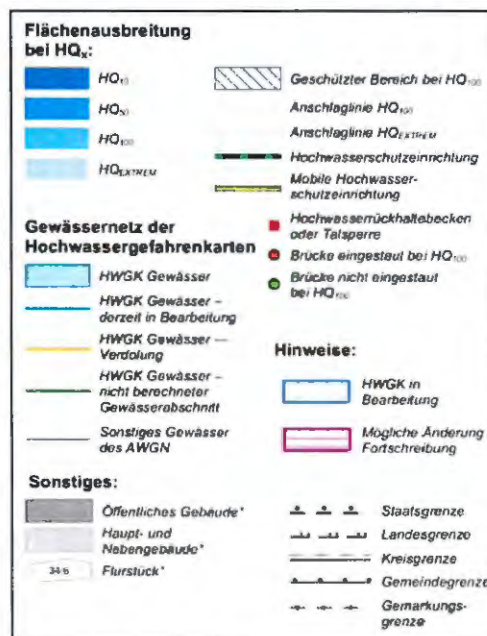 Flächenausbreitung
bei HQx:
HQ10
HQ50
HQ100
HQEXTREM
Geschützter Bereich bei HQ100
Anschlaglinie HQ100
Anschlaglinie HQEXTREM
Hochwasserschutzeinrichtung
Mobile Hochwasser-
schutzeinrichtung
Hochwasserrückhaltebecken
oder Talsperre
Brücke eingestaut bei HQ100
Brücke nicht eingestaut
bei HQ100
Gewässernetz der
Hochwassergefahrenkarten
HWGK Gewässer
HWGK Gewässer –
derzeit in Bearbeitung
HWGK Gewässer —
Verdolung
HWGK Gewässer –
nicht berechneter
Gewässerabschnitt
Sonstiges Gewässer
des AWGN
Hinweise:
HWGK in
Bearbeitung
Mögliche Änderung
Fortschreibung
Sonstiges:
Öffentliches Gebäude*
Haupt- und
Nebengebäude*
Flurstück*
Staatsgrenze
Landesgrenze
Kreisgrenze
Gemeindegrenze
Gemarkungs-
grenze